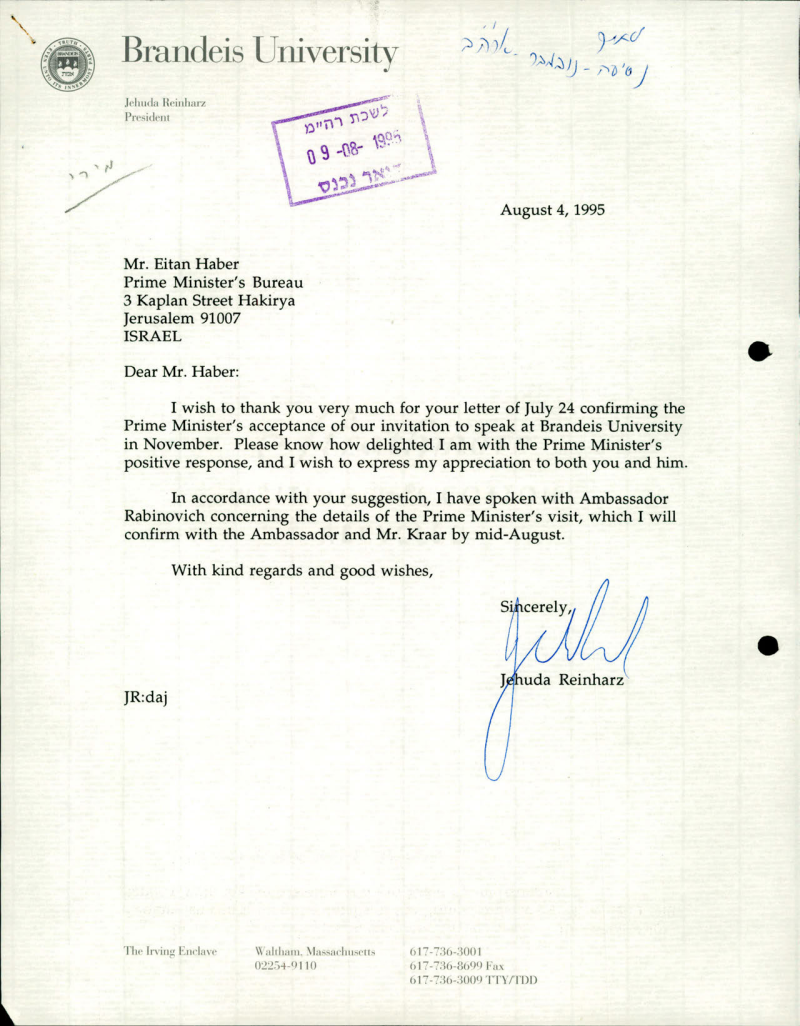 Brandeis University
Jehuda Reinharz
President
נסיעה - נובמבר - ארה"ב
לשכת רה"מ
09-08-1995
דואר נכנס
מירי
August 4, 1995
Mr. Eitan Haber
Prime Minister's Bureau
3 Kaplan Street Hakirya
Jerusalem 91007
ISRAEL
Dear Mr. Haber:
I wish to thank you very much for your letter of July 24 confirming the
Prime Minister's acceptance of our invitation to speak at Brandeis University
in November. Please know how delighted I am with the Prime Minister's
positive response, and I wish to express my appreciation to both you and him.
In accordance with your suggestion, I have spoken with Ambassador
Rabinovich concerning the details of the Prime Minister's visit, which I will
confirm with the Ambassador and Mr. Kraar by mid-August.
With kind regards and good wishes,
Sincerely,
Jehuda Reinharz
JR:daj
The Irving Enclave
Waltham, Massachusetts
02254-9110
617-736-3001
617-736-8699 Fax
617-736-3009 TTY/TDD